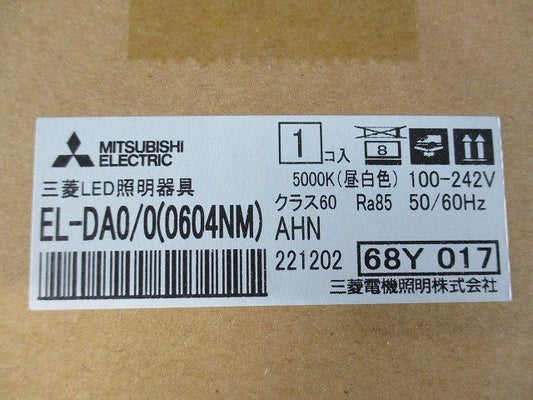 MITSUBISHI
ELECTRIC
1 コ入
8
三菱LED照明器具
5000K(昼白色) 100-242V
EL-DA0/0(0604NM)
クラス60 Ra85 50/60Hz
AHN
221202 68Y 017
三菱電機照明株式会社